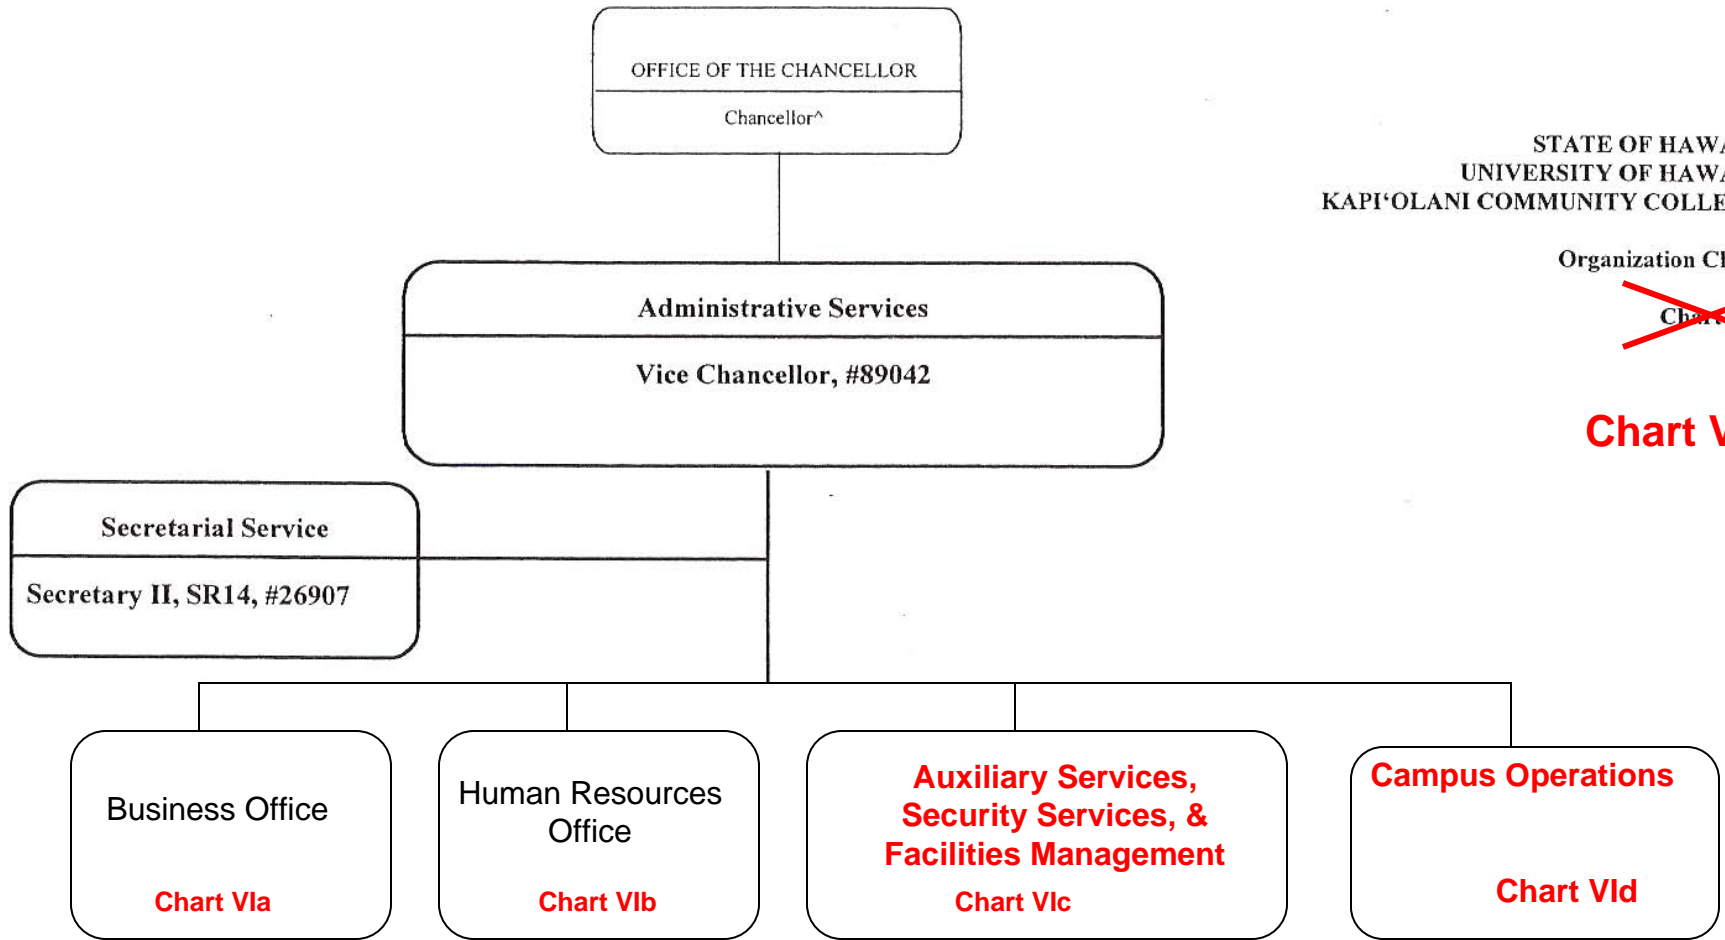 OFFICE OF THE CHANCELLOR
Chancellor^
STATE OF HAWA
UNIVERSITY OF HAWA
KAPI‘OLANI COMMUNITY COLLE
Organization Ch
Chart
Chart V
Administrative Services
Vice Chancellor, #89042
Secretarial Service
Secretary II, SR14, #26907
Business Office
Chart VIa
Human Resources
Office
Chart VIb
Auxiliary Services,
Security Services, &
Facilities Management
Chart VIc
Campus Operations
Chart VId